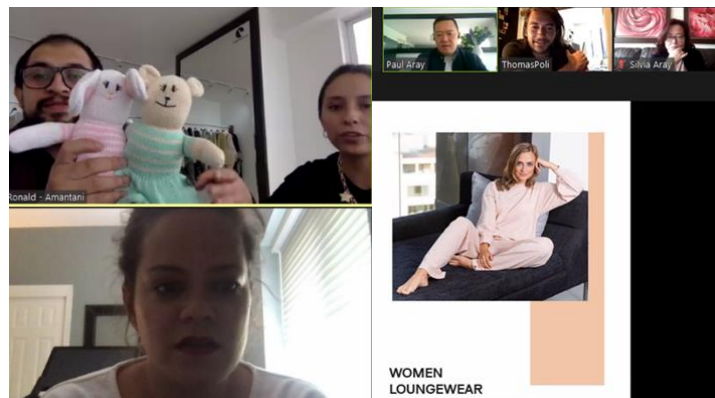 Ronald - Amantani
Paul Aray
ThomasPoli
Silvia Aray
WOMEN
LOUNGEWEAR